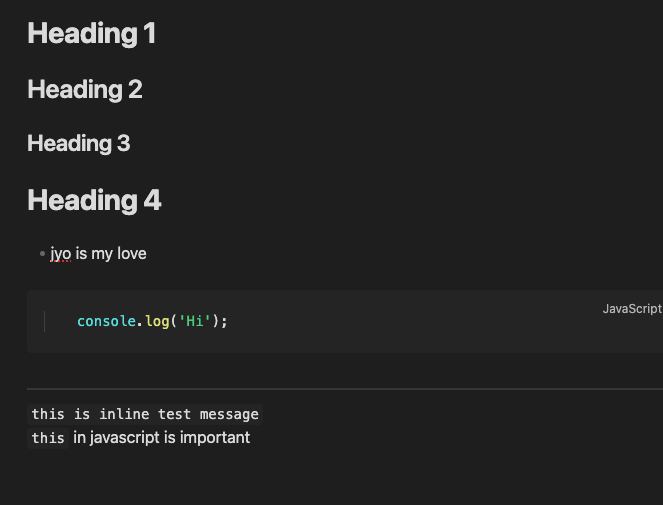 Heading 1
Heading 2
Heading 3
Heading 4
jyo is my love
JavaScript
console.log('Hi');
this is inline test message
this in javascript is important